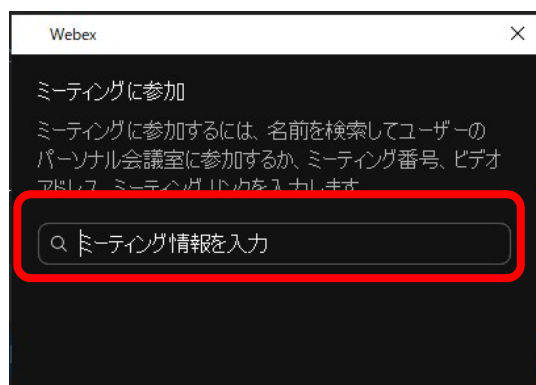 Webex
ミーティングに参加
ミーティングに参加するには、名前を検索してユーザーの
パーソナル会議室に参加するか、ミーティング番号、ビデオ
アドレス、ミーティング リンクを入力します
ミーティング情報を入力